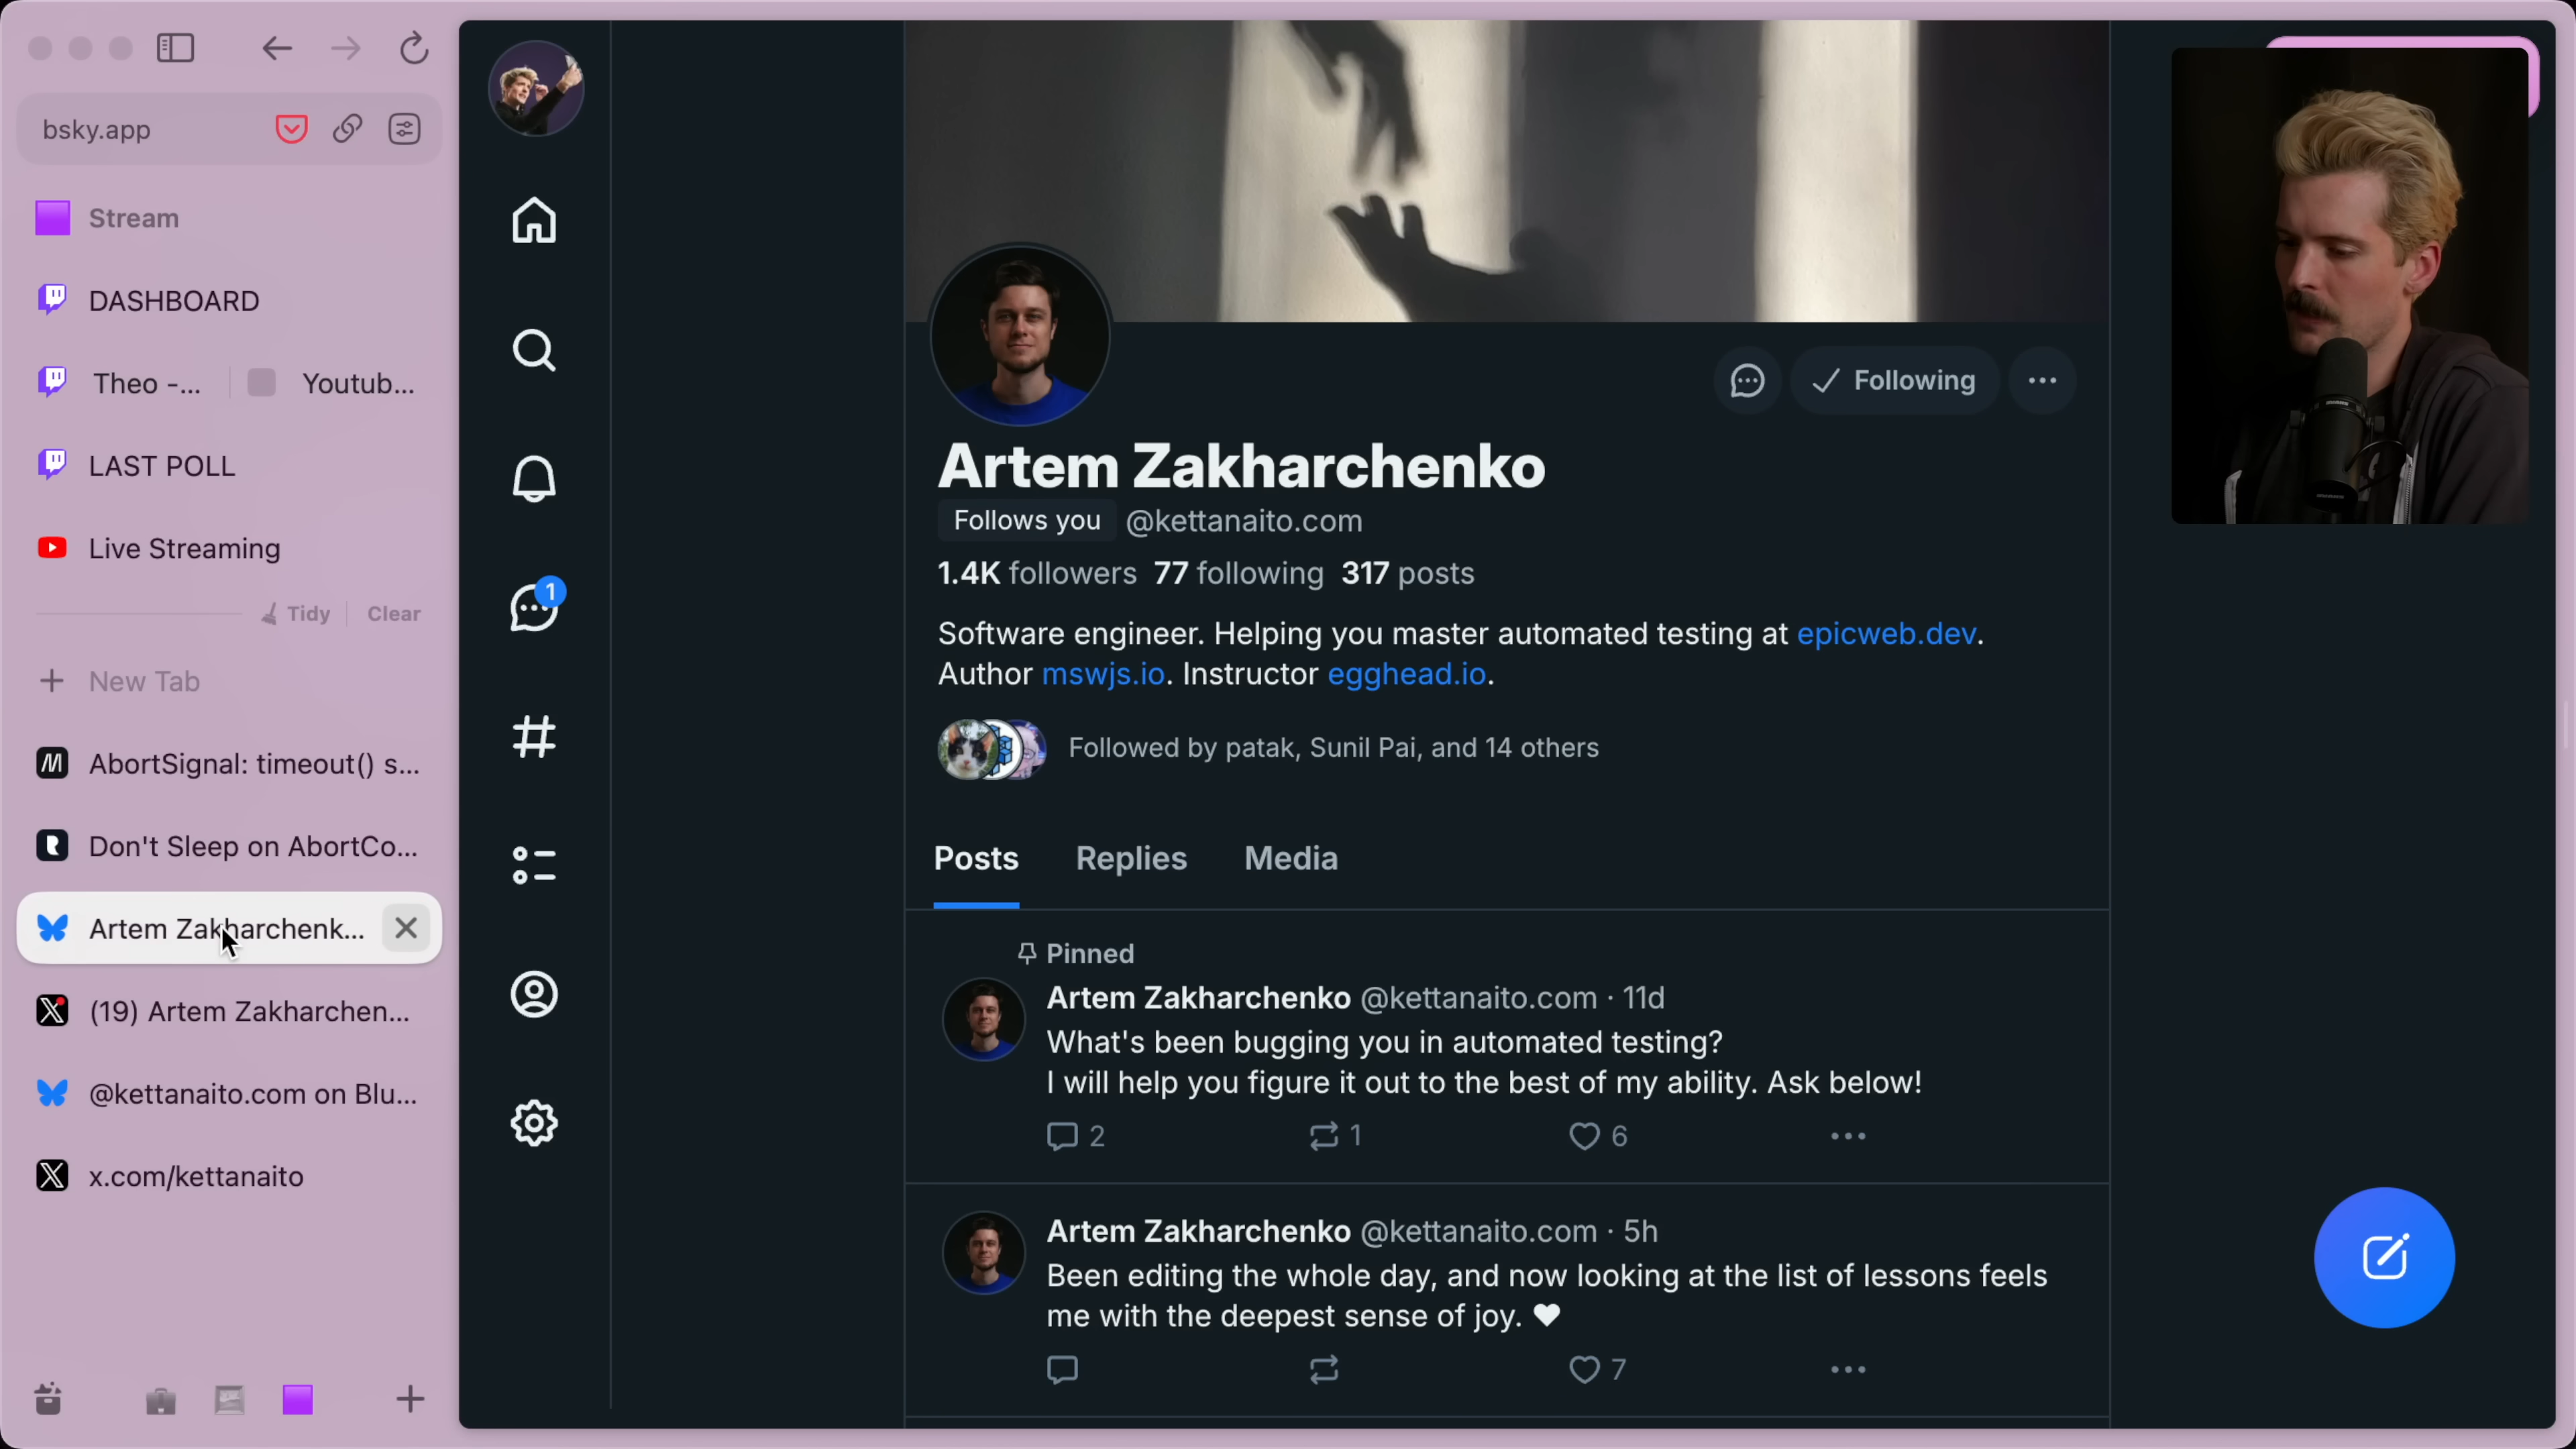 bsky.app
Stream
DASHBOARD
Theo -... Youtub...
LAST POLL
Live Streaming
Tidy Clear
New Tab
AbortSignal: timeout() s...
Don't Sleep on AbortCo...
Artem Zakharchenk...
(19) Artem Zakharchen...
@kettanaito.com on Blu...
x.com/kettanaito
1
Following
Artem Zakharchenko
Follows you @kettanaito.com
1.4K followers 77 following 317 posts
Software engineer. Helping you master automated testing at epicweb.dev.
Author mswjs.io. Instructor egghead.io.
Followed by patak, Sunil Pai, and 14 others
Posts Replies Media
Pinned
Artem Zakharchenko @kettanaito.com · 11d
What's been bugging you in automated testing?
I will help you figure it out to the best of my ability. Ask below!
2 1 6
Artem Zakharchenko @kettanaito.com · 5h
Been editing the whole day, and now looking at the list of lessons feels
me with the deepest sense of joy. ♥
7